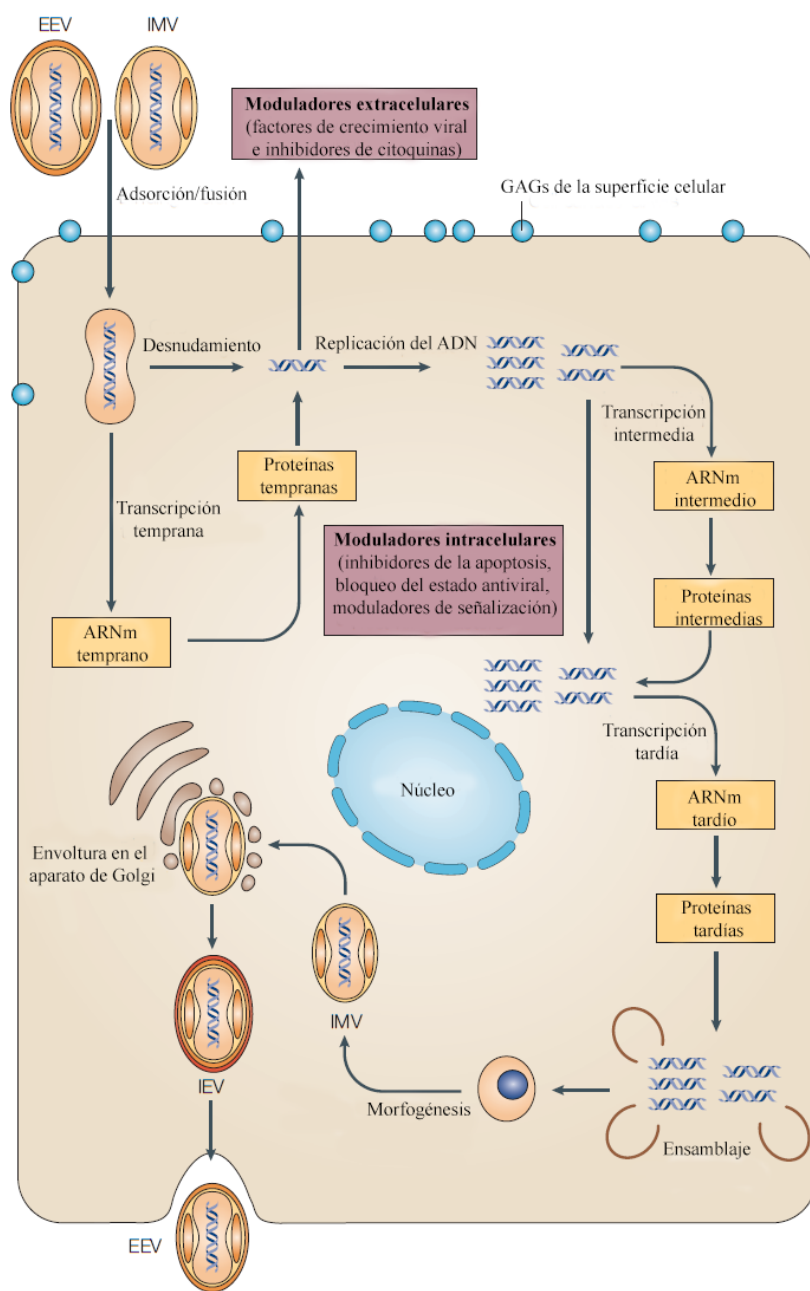 EEV
IMV
Moduladores extracelulares
(factores de crecimiento viral
e inhibidores de citoquinas)
GAGs de la superfície celular
Adsorción/fusión
Desnudamiento
Replicación del ADN
Transcripción
intermedia
Proteínas
tempranas
ARNm
intermedio
Transcripción
temprana
Moduladores intracelulares
(inhibidores de la apoptosis,
bloqueo del estado antiviral,
moduladores de señalización)
Proteínas
intermedias
ARNm
temprano
Transcripción
tardía
Núcleo
ARNm
tardío
Envoltura en el
aparato de Golgi
Proteínas
tardías
IMV
IEV
Morfogénesis
Ensamblaje
EEV